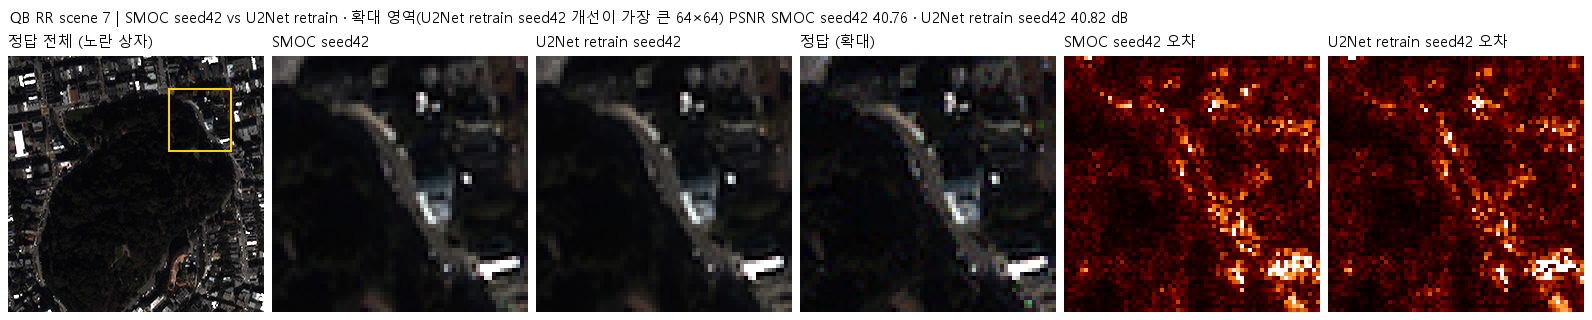 QB RR scene 7 | SMOC seed42 vs U2Net retrain · 확대 영역(U2Net retrain seed42 개선이 가장 큰 64×64) PSNR SMOC seed42 40.76 · U2Net retrain seed42 40.82 dB
정답 전체 (노란 상자)
SMOC seed42
U2Net retrain seed42
정답 (확대)
SMOC seed42 오차
U2Net retrain seed42 오차